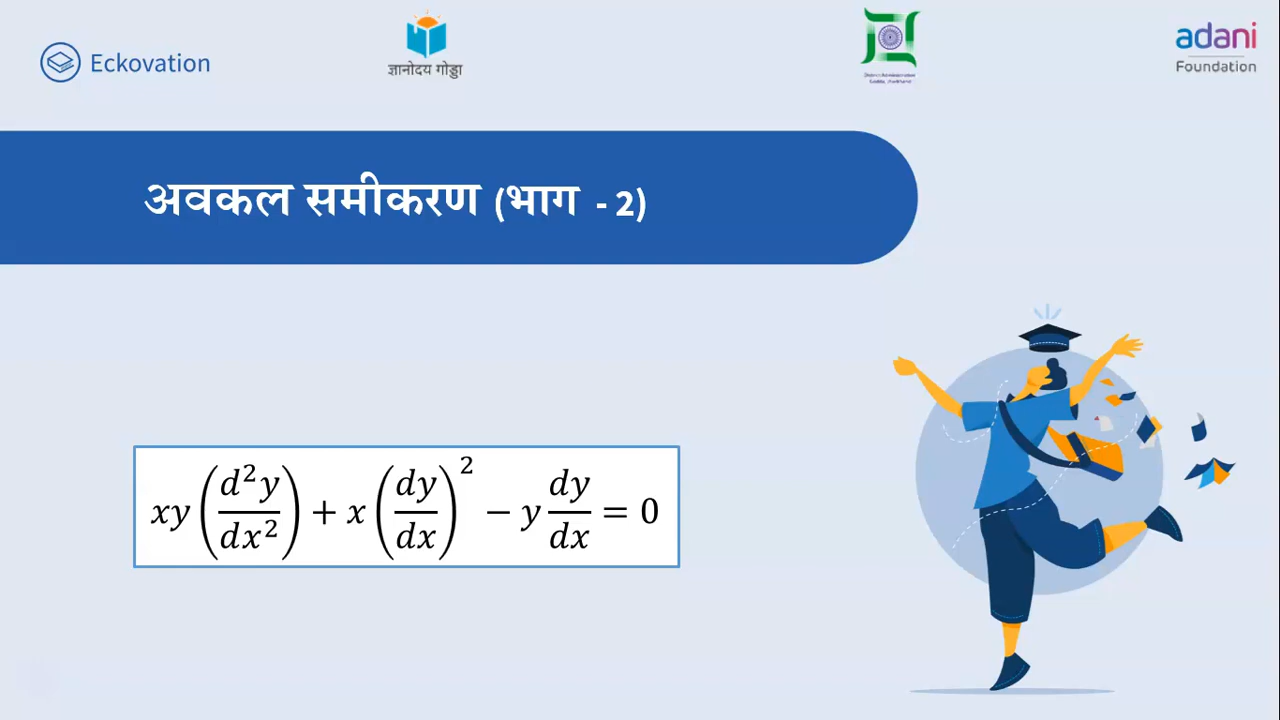 Eckovation
ज्ञानोदय गोड्डा
adani
Foundation
अवकल समीकरण (भाग - 2)
xy(d²y/dx²) + x(dy/dx)² − y dy/dx = 0